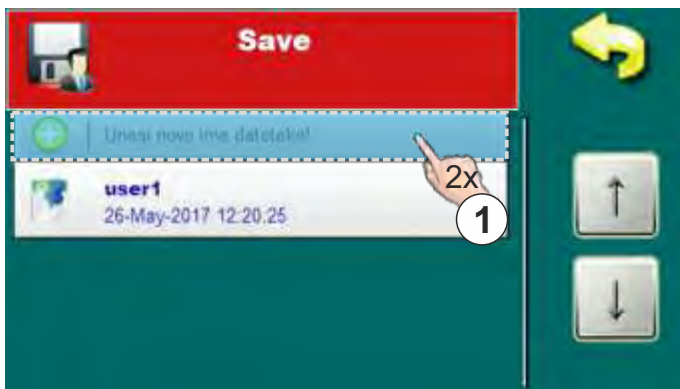 Save
Unesi novo ime datoteke!
2x
user1
26-May-2017 12:20:25
1
↑
↓